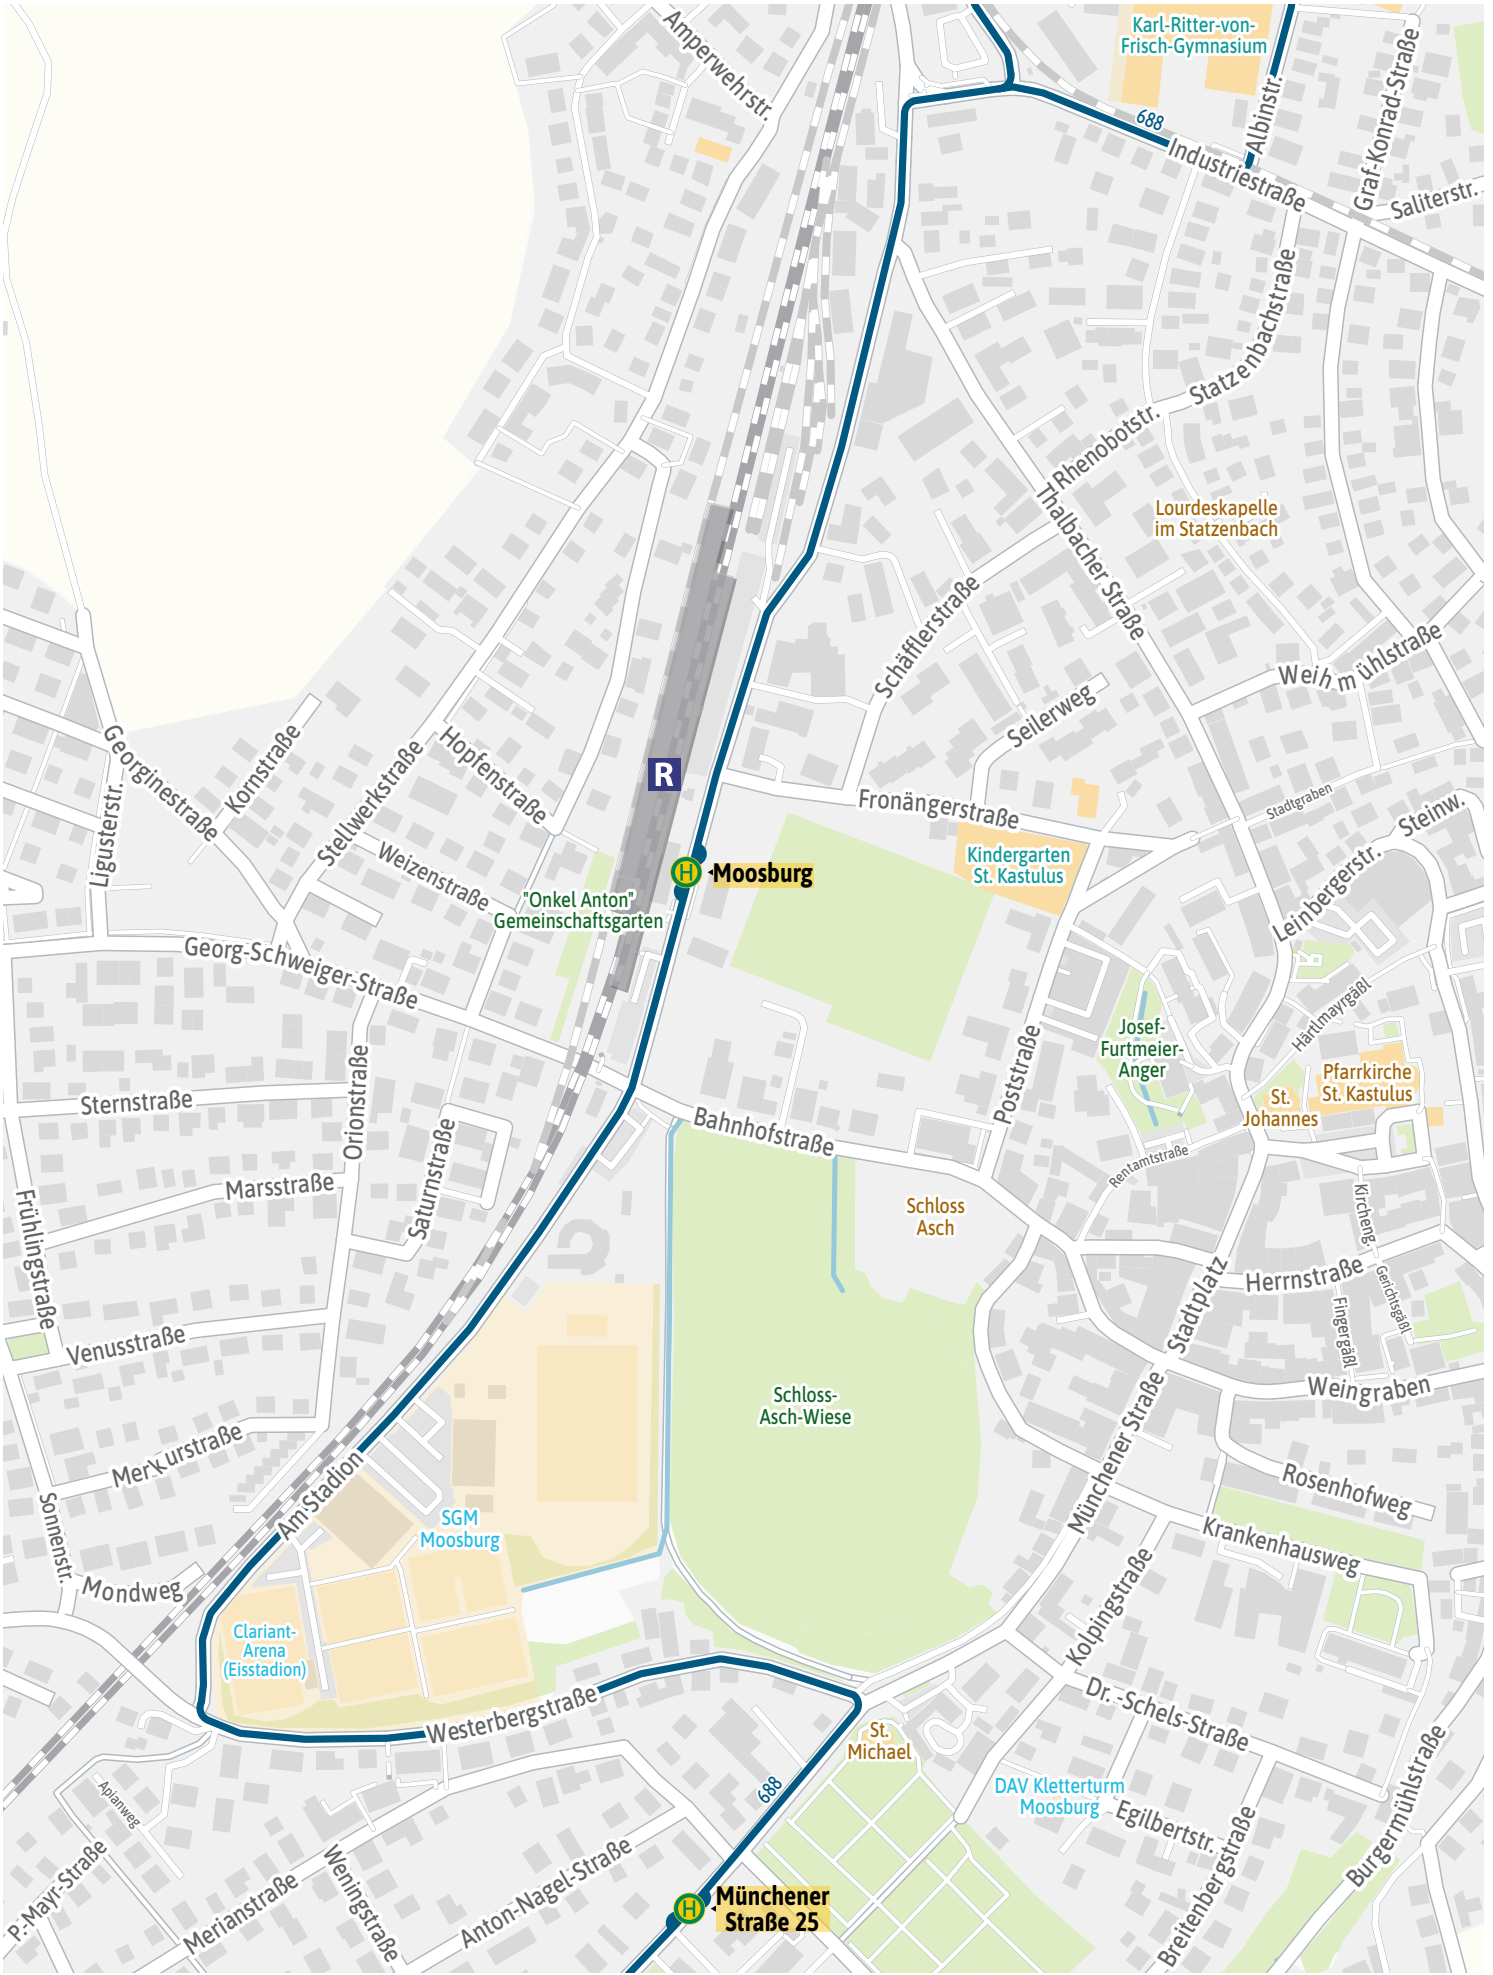 Karl-Ritter-von-
Frisch-Gymnasium
Amperwehrstr.
688
Albinstr.
Graf-Konrad-Straße
Industriestraße
Saliterstr.
Statzenbachstraße
Rhenobotstr.
Thalbacher Straße
Lourdeskapelle
im Statzenbach
Schäfflerstraße
Weihmühlstraße
Seilerweg
Georginestraße
Kornstraße
Hopfenstraße
Ligusterstr.
Stellwerkstraße
R
Fronängerstraße
Stadtgraben
Steinw.
Weizenstraße
H
Moosburg
Kindergarten
St. Kastulus
Leinbergerstr.
"Onkel Anton"
Gemeinschaftsgarten
Georg-Schweiger-Straße
Härtlmayrgäßl
Josef-
Furtmeier-
Anger
Poststraße
Pfarrkirche
St. Kastulus
St.
Johannes
Sternstraße
Orionstraße
Bahnhofstraße
Saturnstraße
Rentamtstraße
Marsstraße
Frühlingstraße
Schloss
Asch
Kircheng.
Herrnstraße
Gerichtsgäßl
Fingergäßl
Stadtplatz
Venusstraße
Weingraben
Schloss-
Asch-Wiese
Münchener Straße
Merkurstraße
Am Stadion
Rosenhofweg
Sonnenstr.
SGM
Moosburg
Krankenhausweg
Mondweg
Kolpingstraße
Clariant-
Arena
(Eisstadion)
Westerbergstraße
Dr.-Schels-Straße
St.
Michael
688
DAV Kletterturm
Moosburg
Apianweg
Egilbertstr.
Burgermühlstraße
P.-Mayr-Straße
Merianstraße
Weningstraße
Anton-Nagel-Straße
Breitenbergstraße
H
Münchener
Straße 25